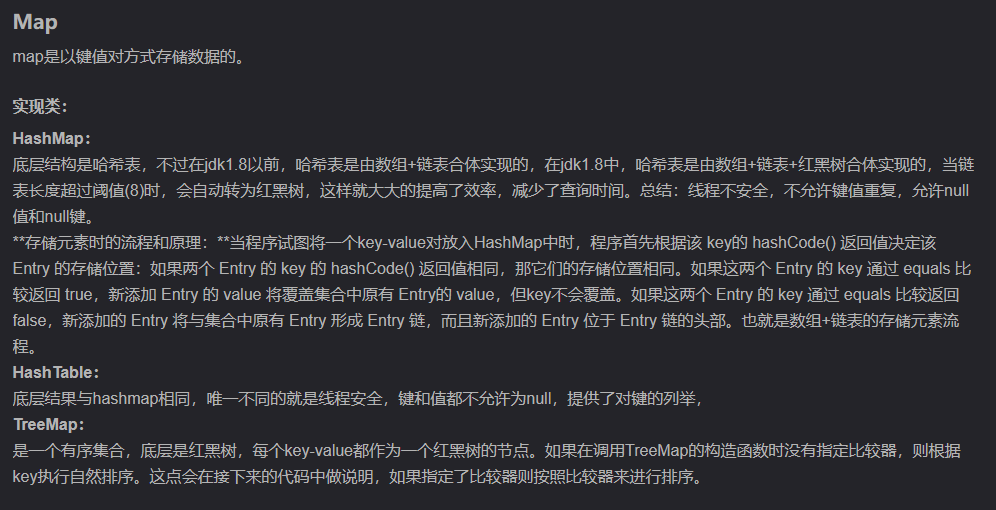 Map
map是以键值对方式存储数据的。
实现类：
HashMap：
底层结构是哈希表，不过在jdk1.8以前，哈希表是由数组+链表合体实现的，在jdk1.8中，哈希表是由数组+链表+红黑树合体实现的，当链
表长度超过阈值(8)时，会自动转为红黑树，这样就大大的提高了效率，减少了查询时间。总结：线程不安全，不允许键值重复，允许null
值和null键。
**存储元素时的流程和原理：**当程序试图将一个key-value对放入HashMap中时，程序首先根据该 key的 hashCode() 返回值决定该
Entry 的存储位置：如果两个 Entry 的 key 的 hashCode() 返回值相同，那它们的存储位置相同。如果这两个 Entry 的 key 通过 equals 比
较返回 true，新添加 Entry 的 value 将覆盖集合中原有 Entry的 value，但key不会覆盖。如果这两个 Entry 的 key 通过 equals 比较返回
false，新添加的 Entry 将与集合中原有 Entry 形成 Entry 链，而且新添加的 Entry 位于 Entry 链的头部。也就是数组+链表的存储元素流
程。
HashTable：
底层结果与hashmap相同，唯一不同的就是线程安全，键和值都不允许为null，提供了对键的列举，
TreeMap：
是一个有序集合，底层是红黑树，每个key-value都作为一个红黑树的节点。如果在调用TreeMap的构造函数时没有指定比较器，则根据
key执行自然排序。这点会在接下来的代码中做说明，如果指定了比较器则按照比较器来进行排序。